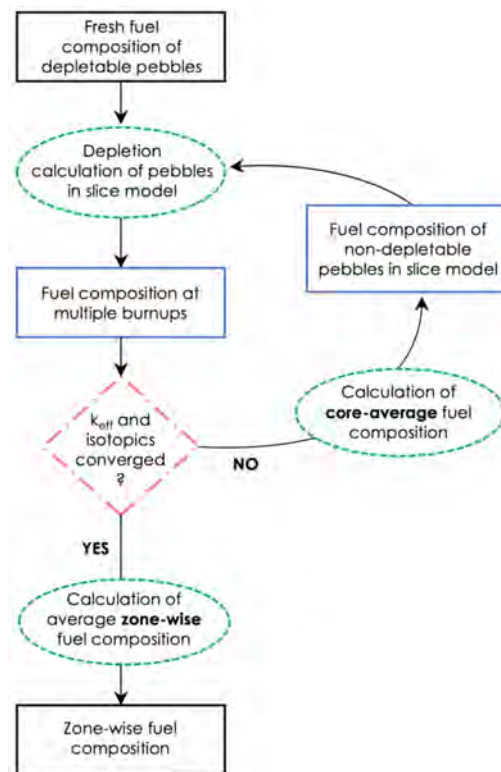 Fresh fuel
composition of
depletable pebbles
Depletion
calculation of pebbles
in slice model
Fuel composition of
non-depletable
pebbles in slice model
Fuel composition at
multiple burnups
Calculation of
core-average fuel
composition
keff and
isotopics
converged
?
NO
YES
Calculation of
average zone-wise
fuel composition
Zone-wise fuel
composition